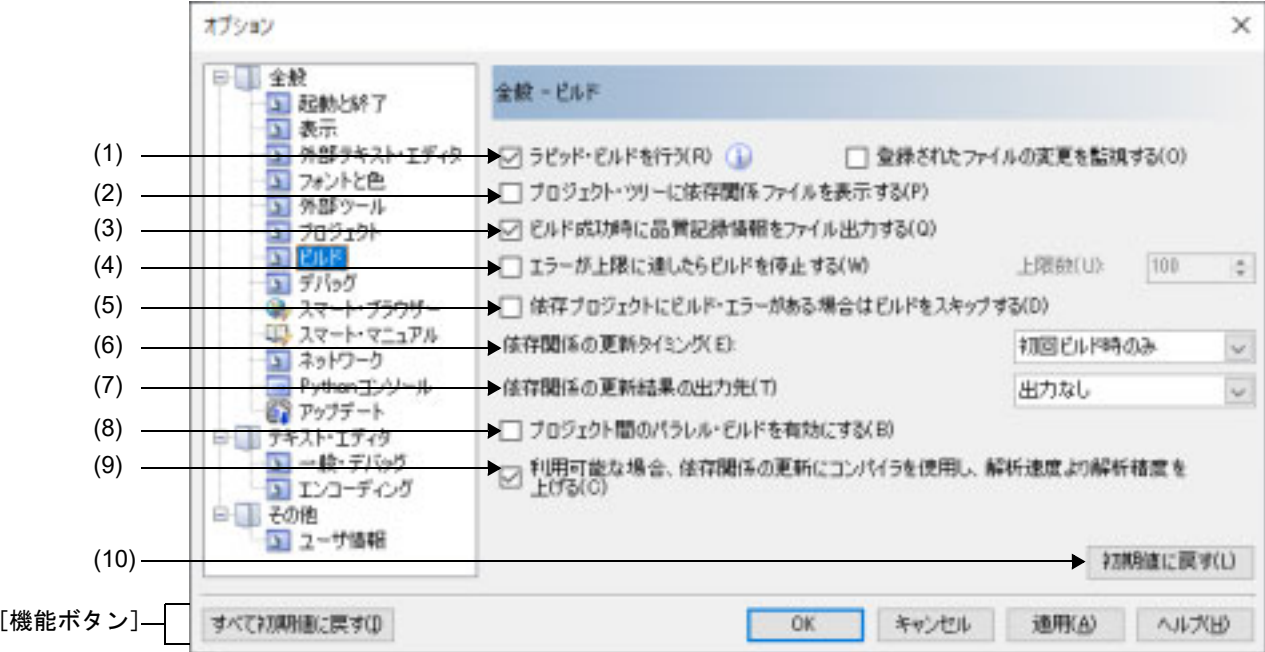 オプション
全般
起動と終了
表示
外部テキスト・エディタ
フォントと色
外部ツール
プロジェクト
ビルド
デバッグ
スマート・ブラウザー
スマート・マニュアル
ネットワーク
Pythonコンソール
アップデート
テキスト・エディタ
一般・デバッグ
エンコーディング
その他
ユーザ情報
全般 - ビルド
(1) ラピッド・ビルドを行う(R) 登録されたファイルの変更を監視する(O)
(2) プロジェクト・ツリーに依存関係ファイルを表示する(P)
(3) ビルド成功時に品質記録情報をファイル出力する(Q)
(4) エラーが上限に達したらビルドを停止する(W) 上限数(U): 100
(5) 依存プロジェクトにビルド・エラーがある場合はビルドをスキップする(D)
(6) 依存関係の更新タイミング(E): 初回ビルド時のみ
(7) 依存関係の更新結果の出力先(T) 出力なし
(8) プロジェクト間のパラレル・ビルドを有効にする(B)
(9) 利用可能な場合、依存関係の更新にコンパイラを使用し、解析速度より解析精度を
上げる(C)
(10) 初期値に戻す(L)
[機能ボタン] すべて初期値に戻す(I) OK キャンセル 適用(A) ヘルプ(H)